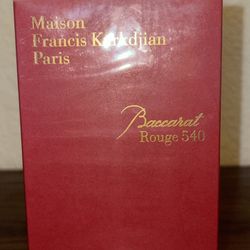 Maison
Francis Kurkdjian
Paris
Baccarat
Rouge 540